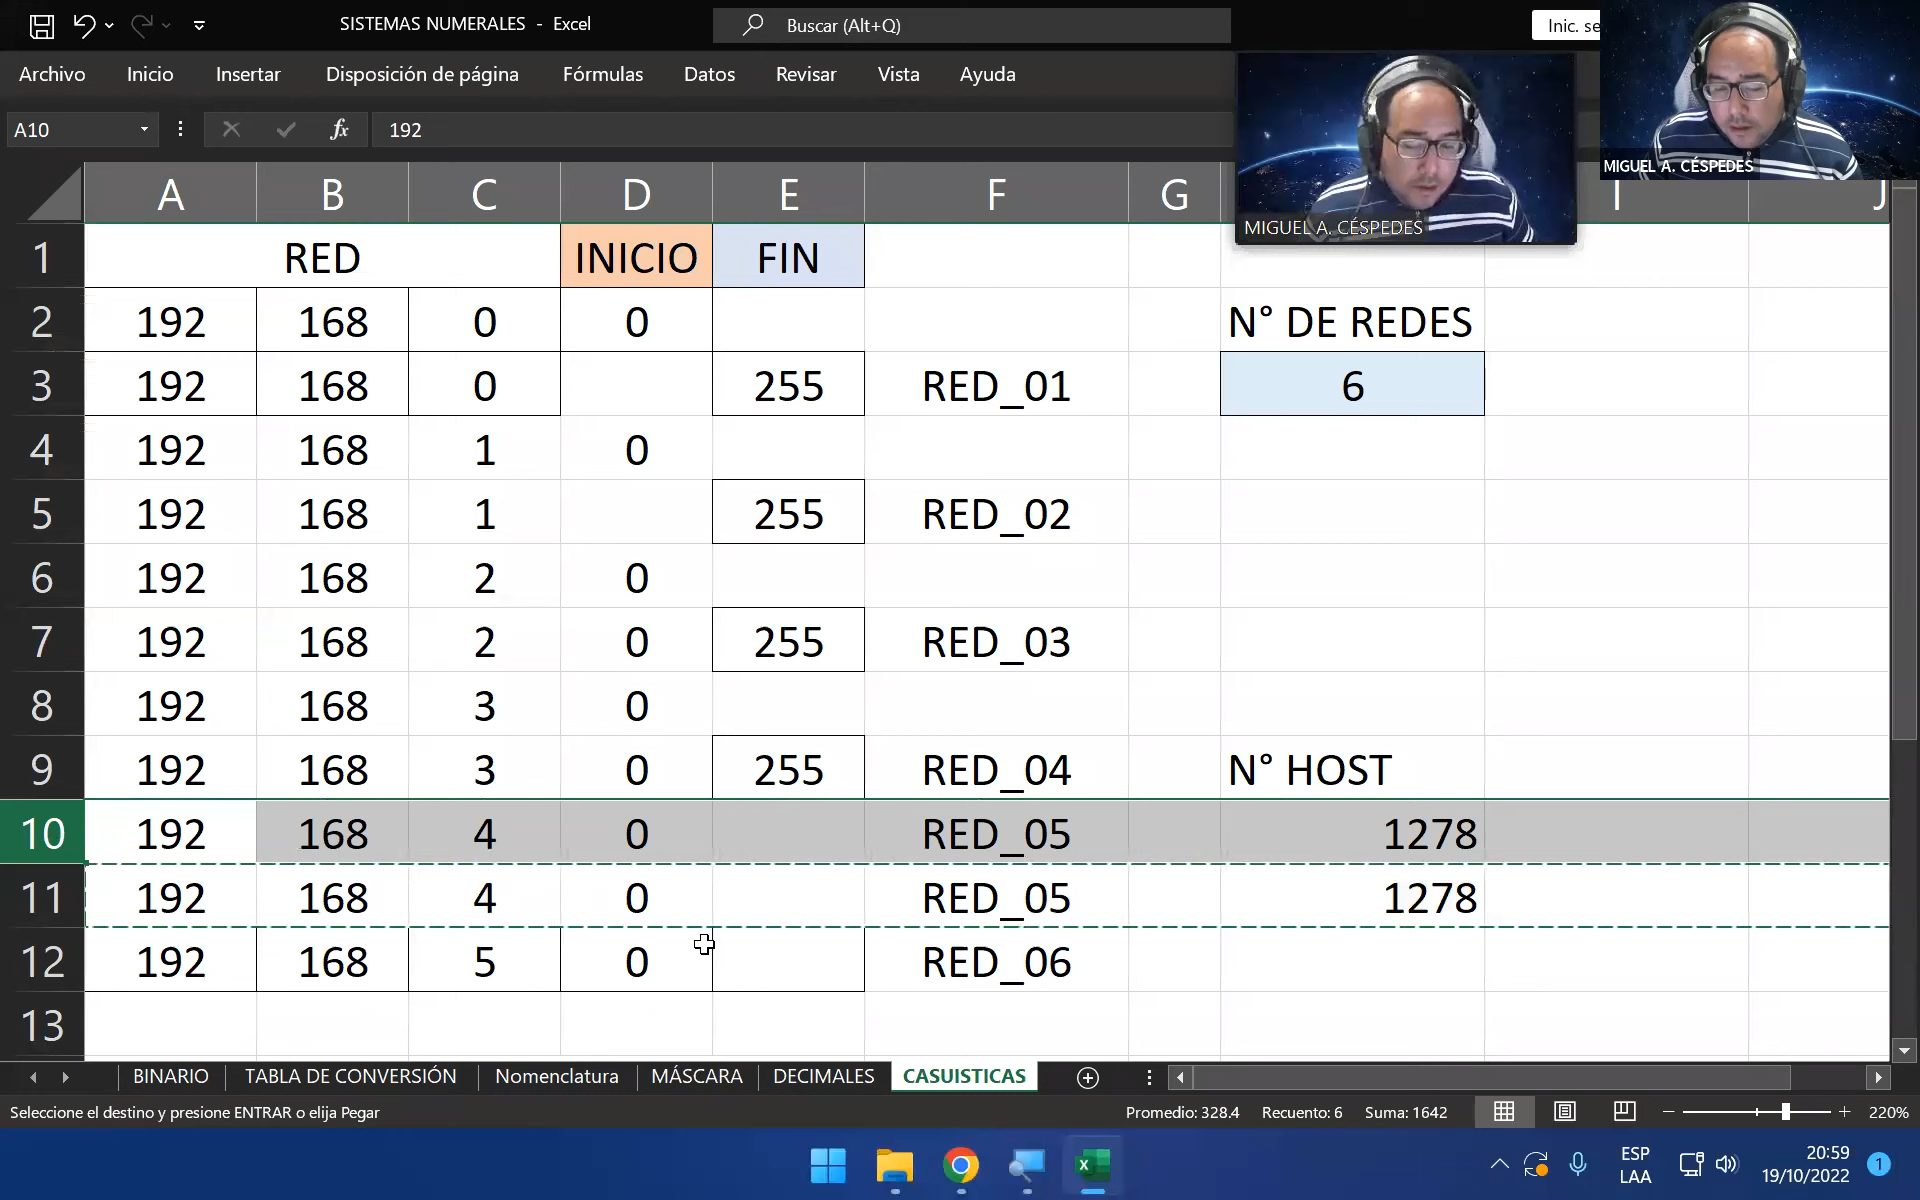 SISTEMAS NUMERALES - Excel
Buscar (Alt+Q)
Inic. se
Archivo Inicio Insertar Disposición de página Fórmulas Datos Revisar Vista Ayuda
MIGUEL A. CÉSPEDES
MIGUEL A. CÉSPEDES
A10 fx 192
A B C D E F G I J
1 RED INICIO FIN
2 192 168 0 0 N° DE REDES
3 192 168 0 255 RED_01 6
4 192 168 1 0
5 192 168 1 255 RED_02
6 192 168 2 0
7 192 168 2 0 255 RED_03
8 192 168 3 0
9 192 168 3 0 255 RED_04 N° HOST
10 192 168 4 0 RED_05 1278
11 192 168 4 0 RED_05 1278
12 192 168 5 0 RED_06
13
BINARIO TABLA DE CONVERSIÓN Nomenclatura MÁSCARA DECIMALES CASUISTICAS
Seleccione el destino y presione ENTRAR o elija Pegar Promedio: 328.4 Recuento: 6 Suma: 1642 220%
ESP
LAA
20:59
19/10/2022
1